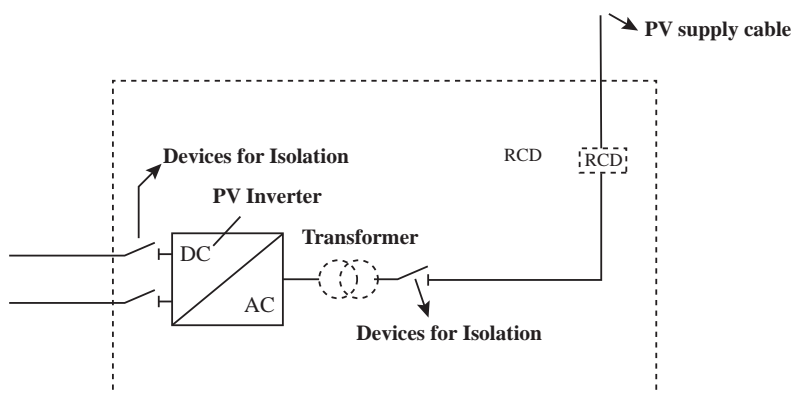 PV supply cable
RCD
RCD
Devices for Isolation
PV Inverter
Transformer
DC
AC
Devices for Isolation